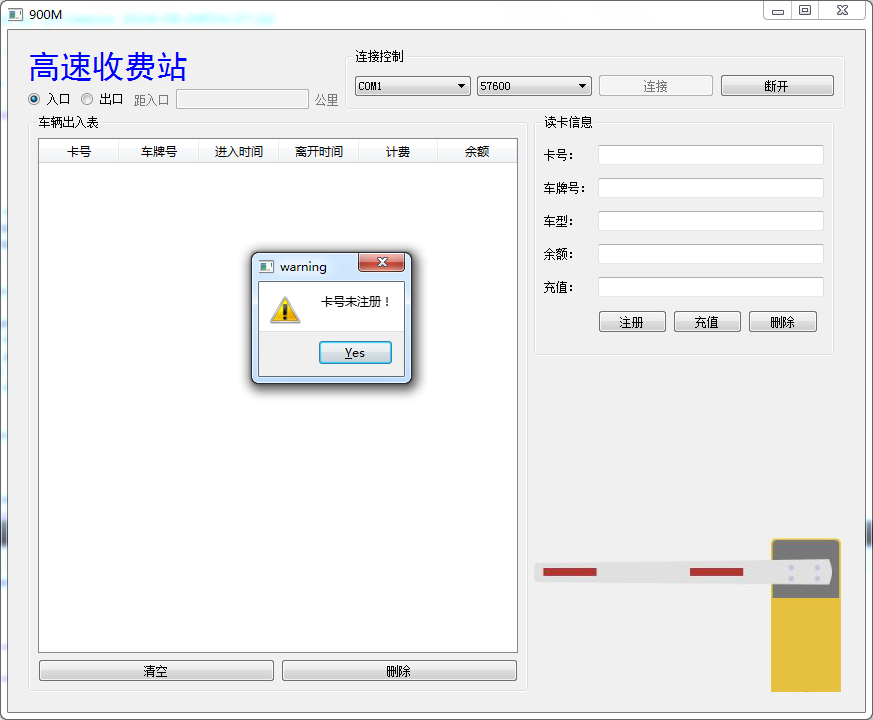 900M
高速收费站
入口 出口 距入口 公里
连接控制
COM1 57600 连接 断开
车辆出入表
卡号 车牌号 进入时间 离开时间 计费 余额
warning
卡号未注册！
Yes
清空 删除
读卡信息
卡号：
车牌号：
车型：
余额：
充值：
注册 充值 删除